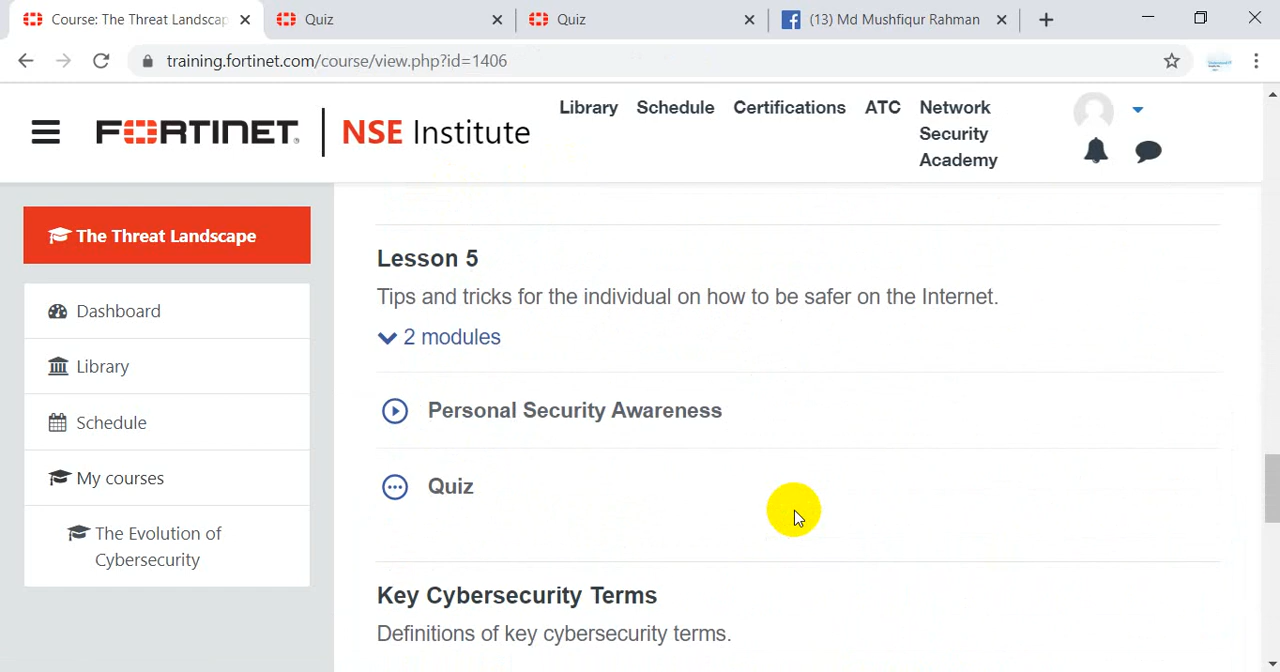 Course: The Threat Landscap
Quiz
Quiz
(13) Md Mushfiqur Rahman
training.fortinet.com/course/view.php?id=1406
FORTINET
NSE Institute
Library
Schedule
Certifications
ATC
Network
Security
Academy
The Threat Landscape
Dashboard
Library
Schedule
My courses
The Evolution of
Cybersecurity
Lesson 5
Tips and tricks for the individual on how to be safer on the Internet.
2 modules
Personal Security Awareness
Quiz
Key Cybersecurity Terms
Definitions of key cybersecurity terms.